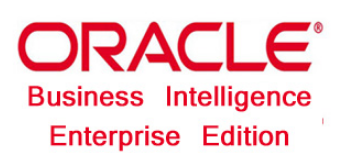 ORACLE®
Business Intelligence
Enterprise Edition